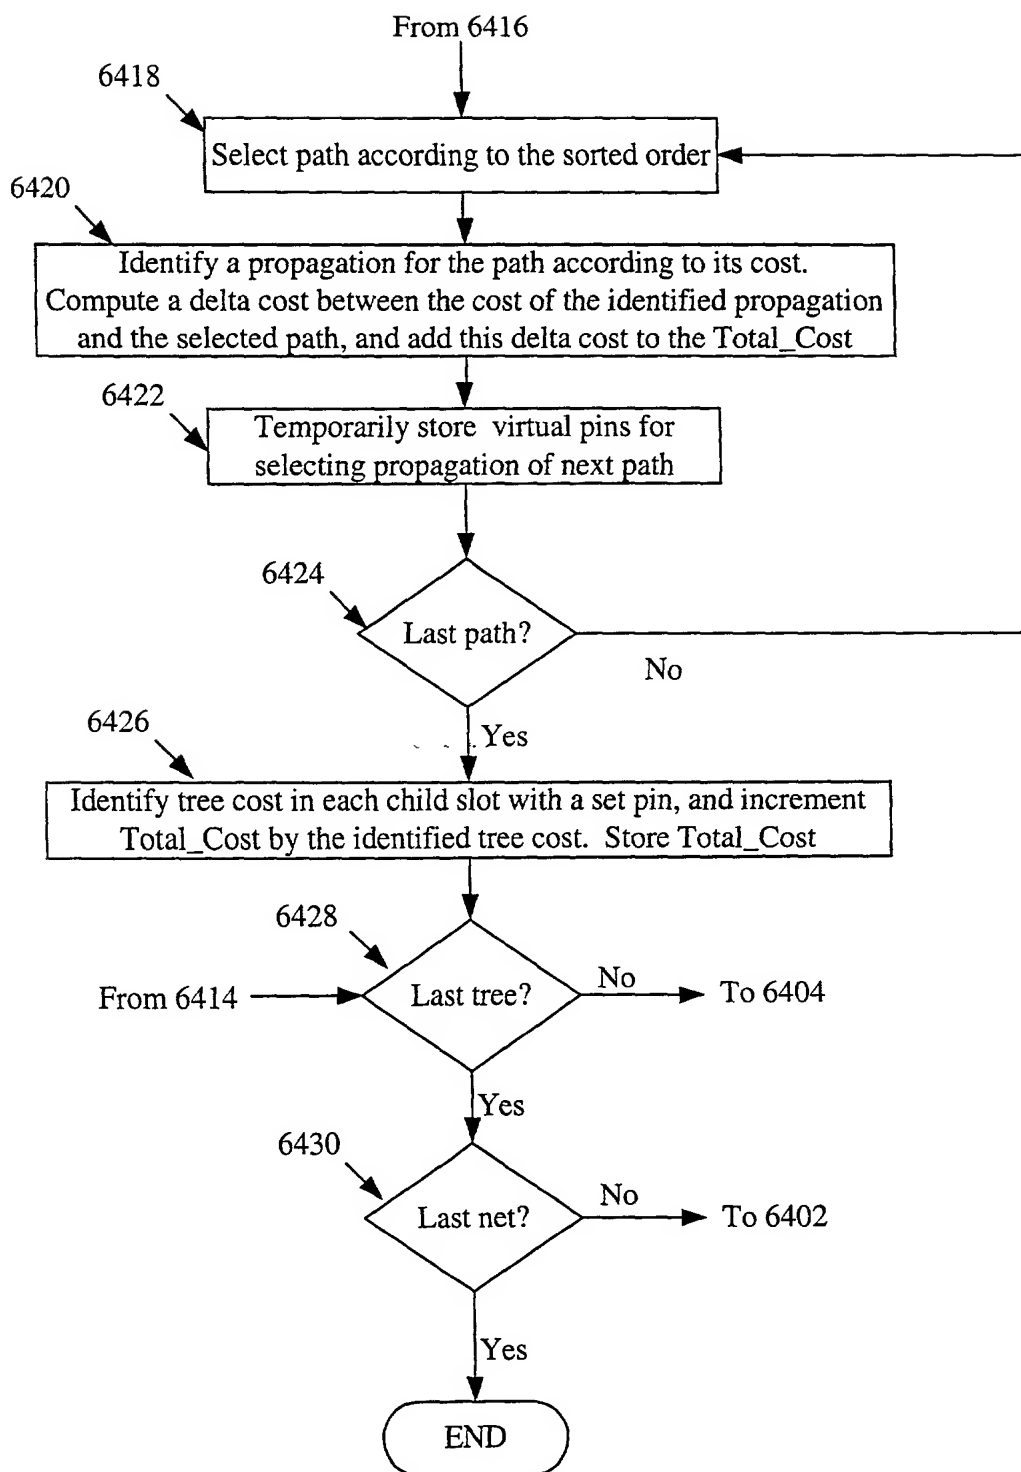 From 6416
6418
Select path according to the sorted order
6420
Identify a propagation for the path according to its cost.
Compute a delta cost between the cost of the identified propagation
and the selected path, and add this delta cost to the Total_Cost
6422
Temporarily store virtual pins for
selecting propagation of next path
6424
Last path?
No
Yes
6426
Identify tree cost in each child slot with a set pin, and increment
Total_Cost by the identified tree cost. Store Total_Cost
6428
From 6414
Last tree?
No
To 6404
Yes
6430
Last net?
No
To 6402
Yes
END